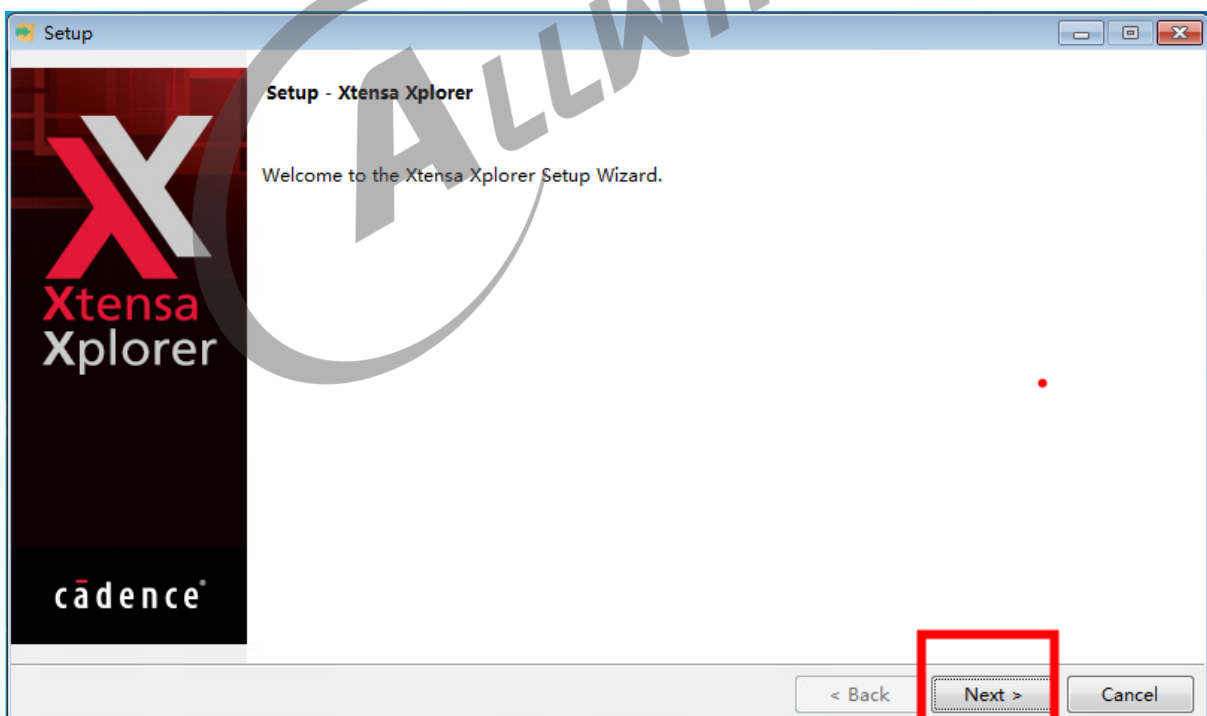 Setup
Setup - Xtensa Xplorer
Welcome to the Xtensa Xplorer Setup Wizard.
Xtensa
Xplorer
cādence
< Back
Next >
Cancel